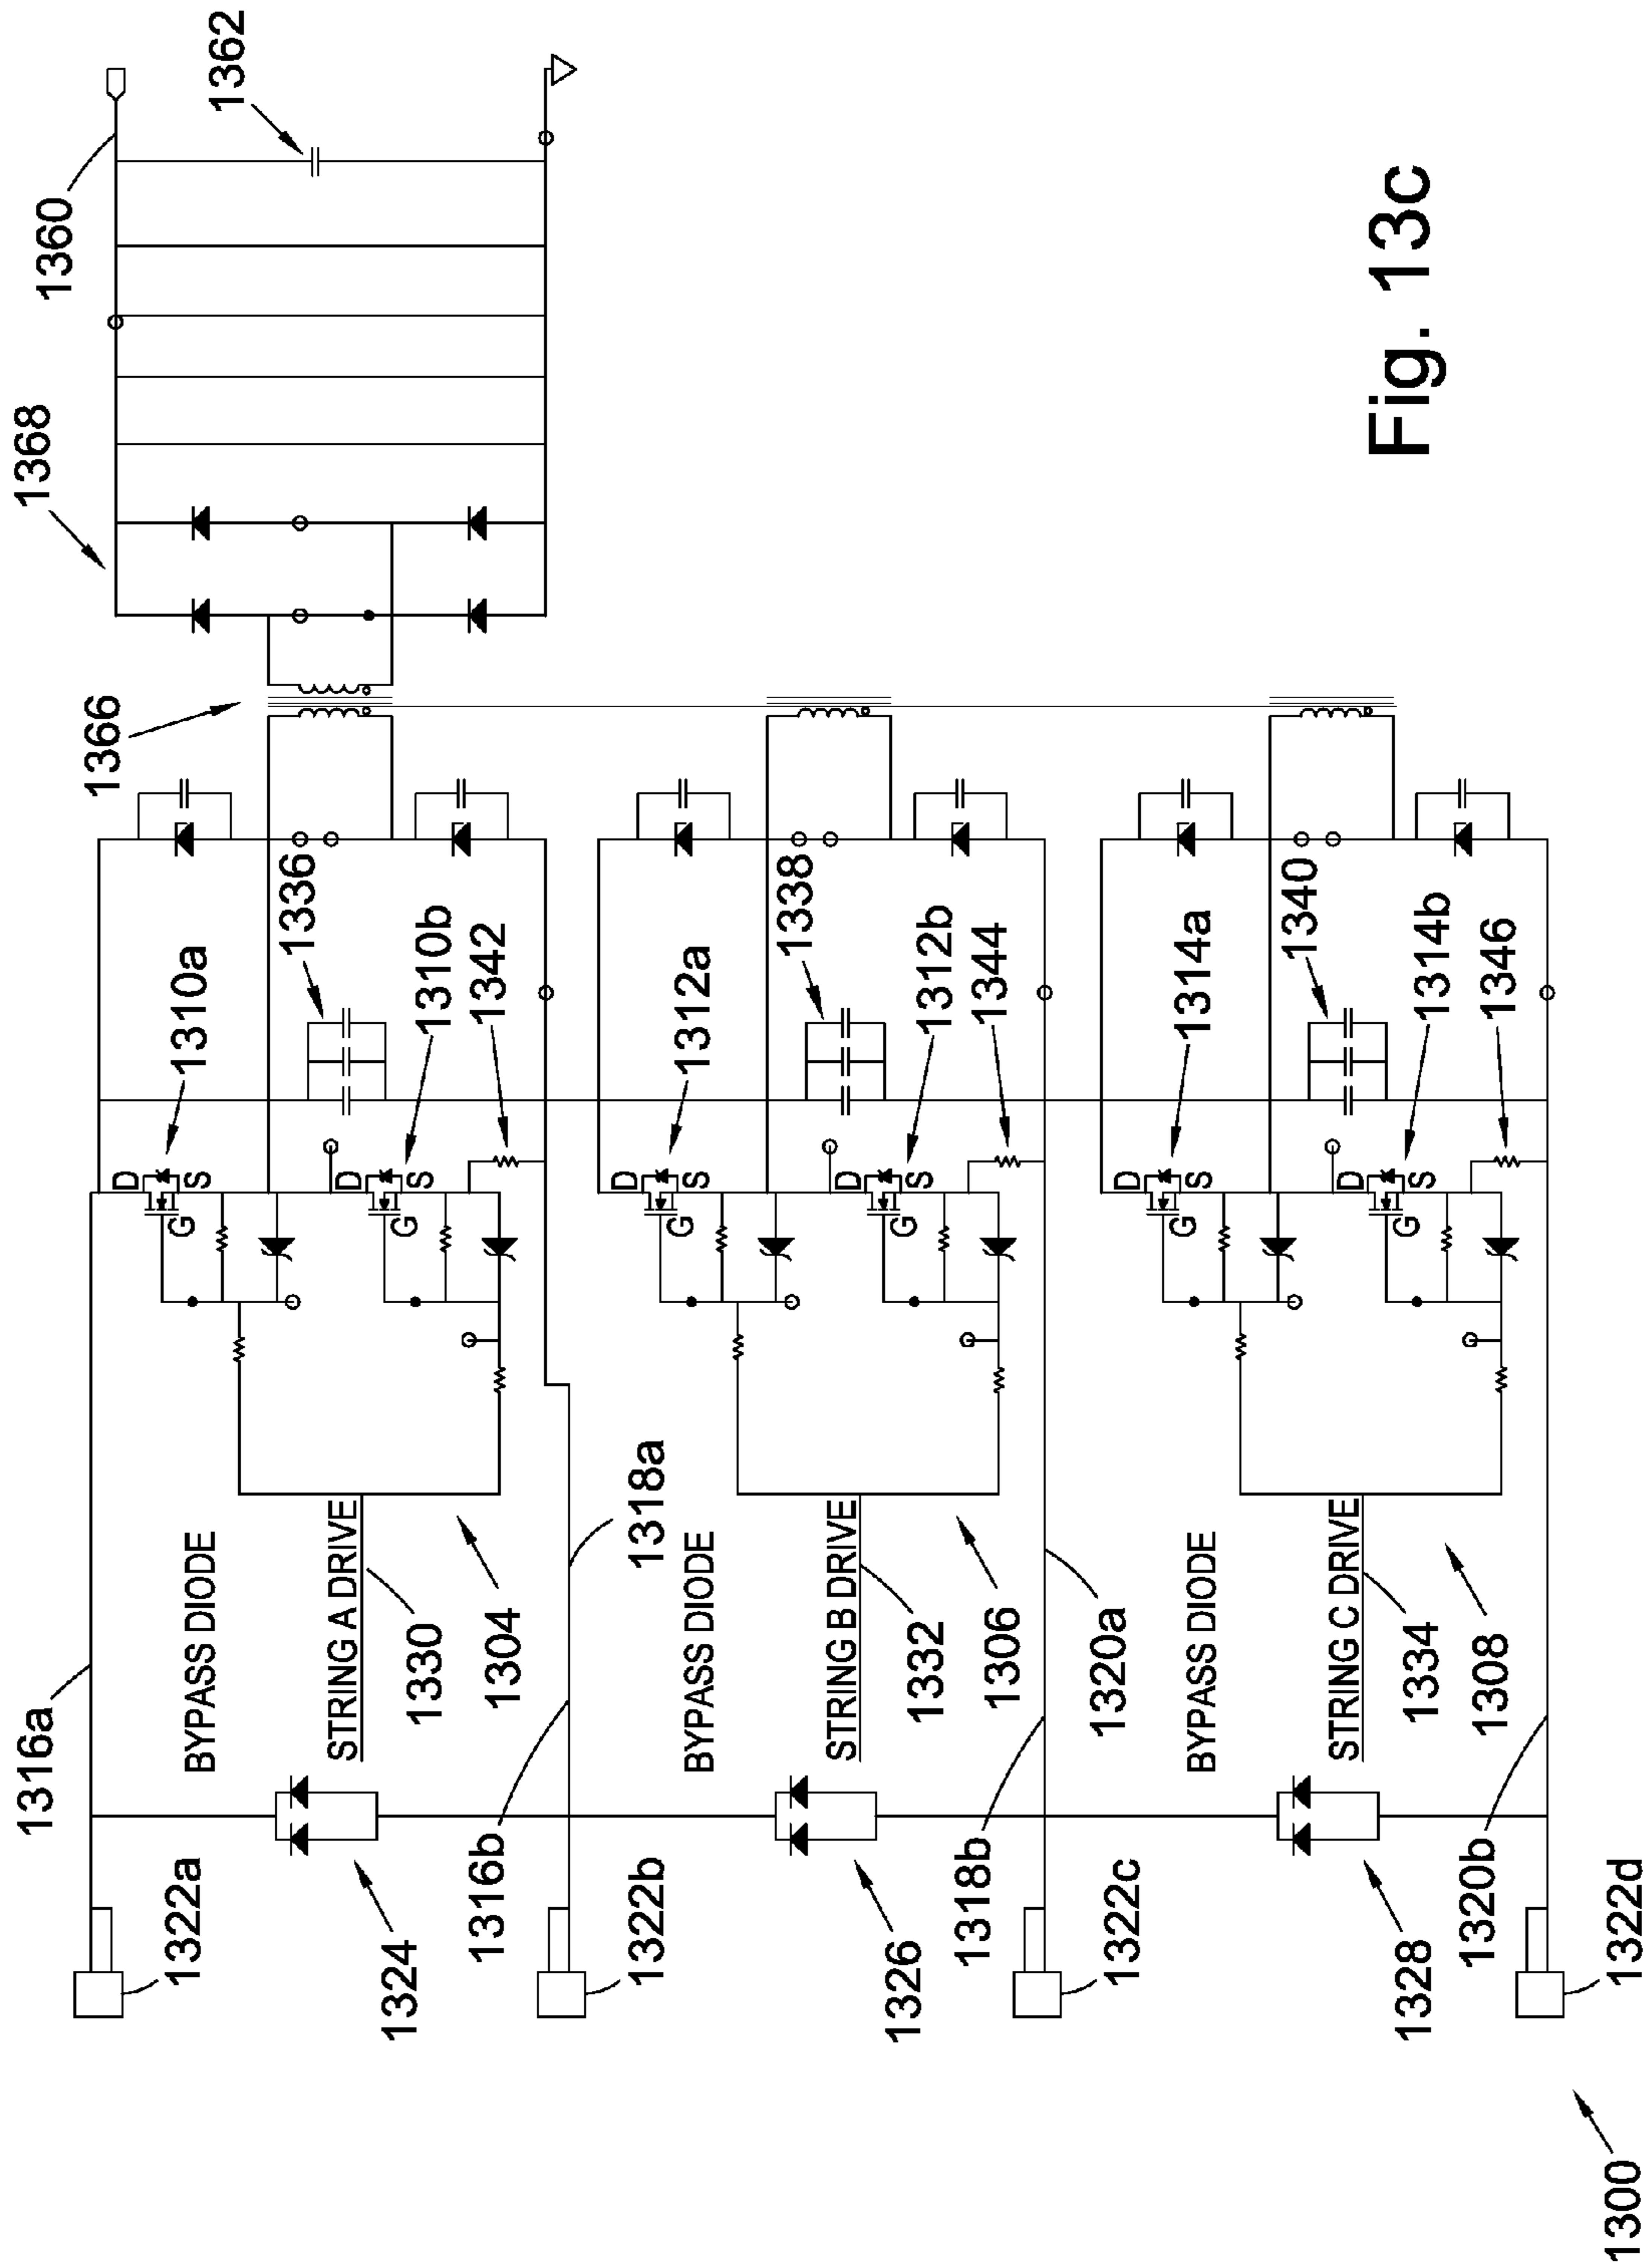 1316a
BYPASS DIODE
STRING A DRIVE
1330
1304
1322a
1324
1316b
1318a
1322b
D
G
S
1310a
D
G
S
1310b
1336
1342
1366
1368
1360
1362
BYPASS DIODE
STRING B DRIVE
1332
1306
1326
1318b
1320a
1322c
D
G
S
1312a
D
G
S
1312b
1338
1344
BYPASS DIODE
STRING C DRIVE
1334
1308
1328
1320b
1322d
D
G
S
1314a
D
G
S
1314b
1340
1346
1300
Fig. 13c